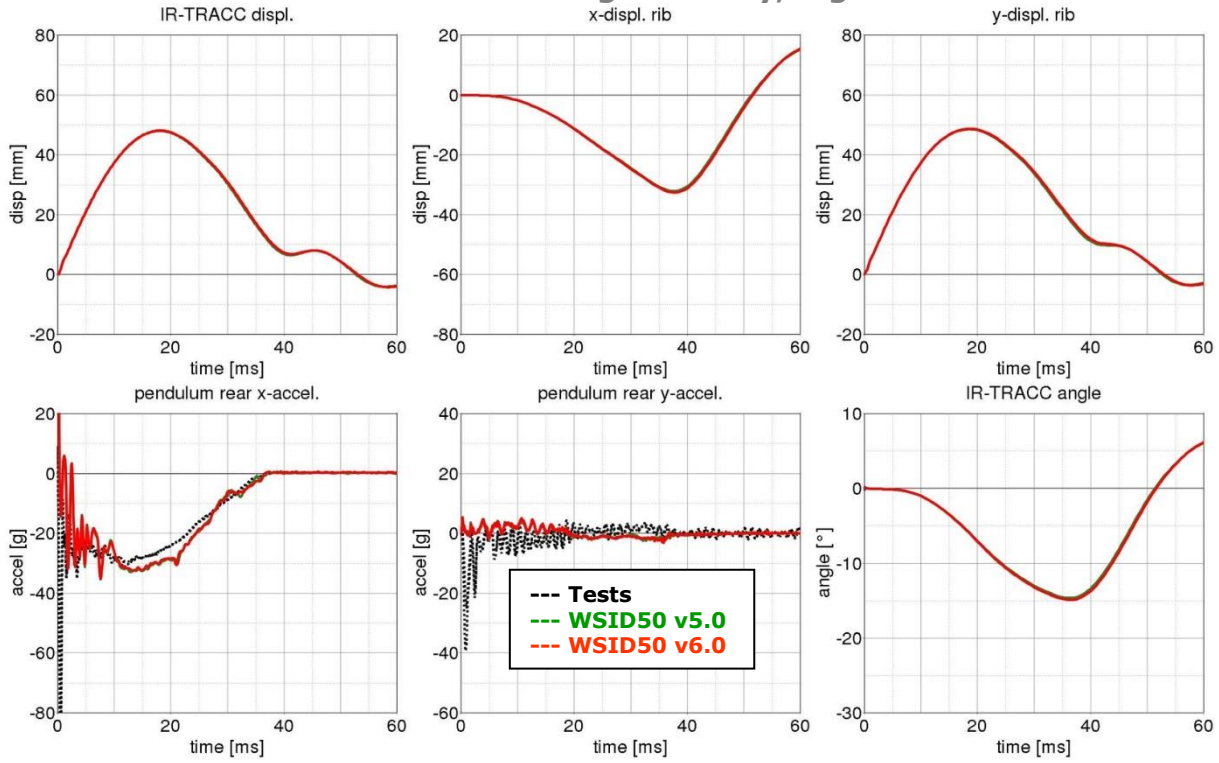 IR-TRACC displ.
x-displ. rib
y-displ. rib
80
60
40
20
0
-20
disp [mm]
0
20
40
60
time [ms]
20
0
-20
-40
-60
-80
disp [mm]
0
20
40
60
time [ms]
80
60
40
20
0
-20
disp [mm]
0
20
40
60
time [ms]
pendulum rear x-accel.
pendulum rear y-accel.
IR-TRACC angle
20
0
-20
-40
-60
-80
accel [g]
0
20
40
60
time [ms]
40
20
0
-20
-40
-60
accel [g]
0
20
40
60
time [ms]
--- Tests
--- WSID50 v5.0
--- WSID50 v6.0
10
0
-10
-20
-30
angle [°]
0
20
40
60
time [ms]